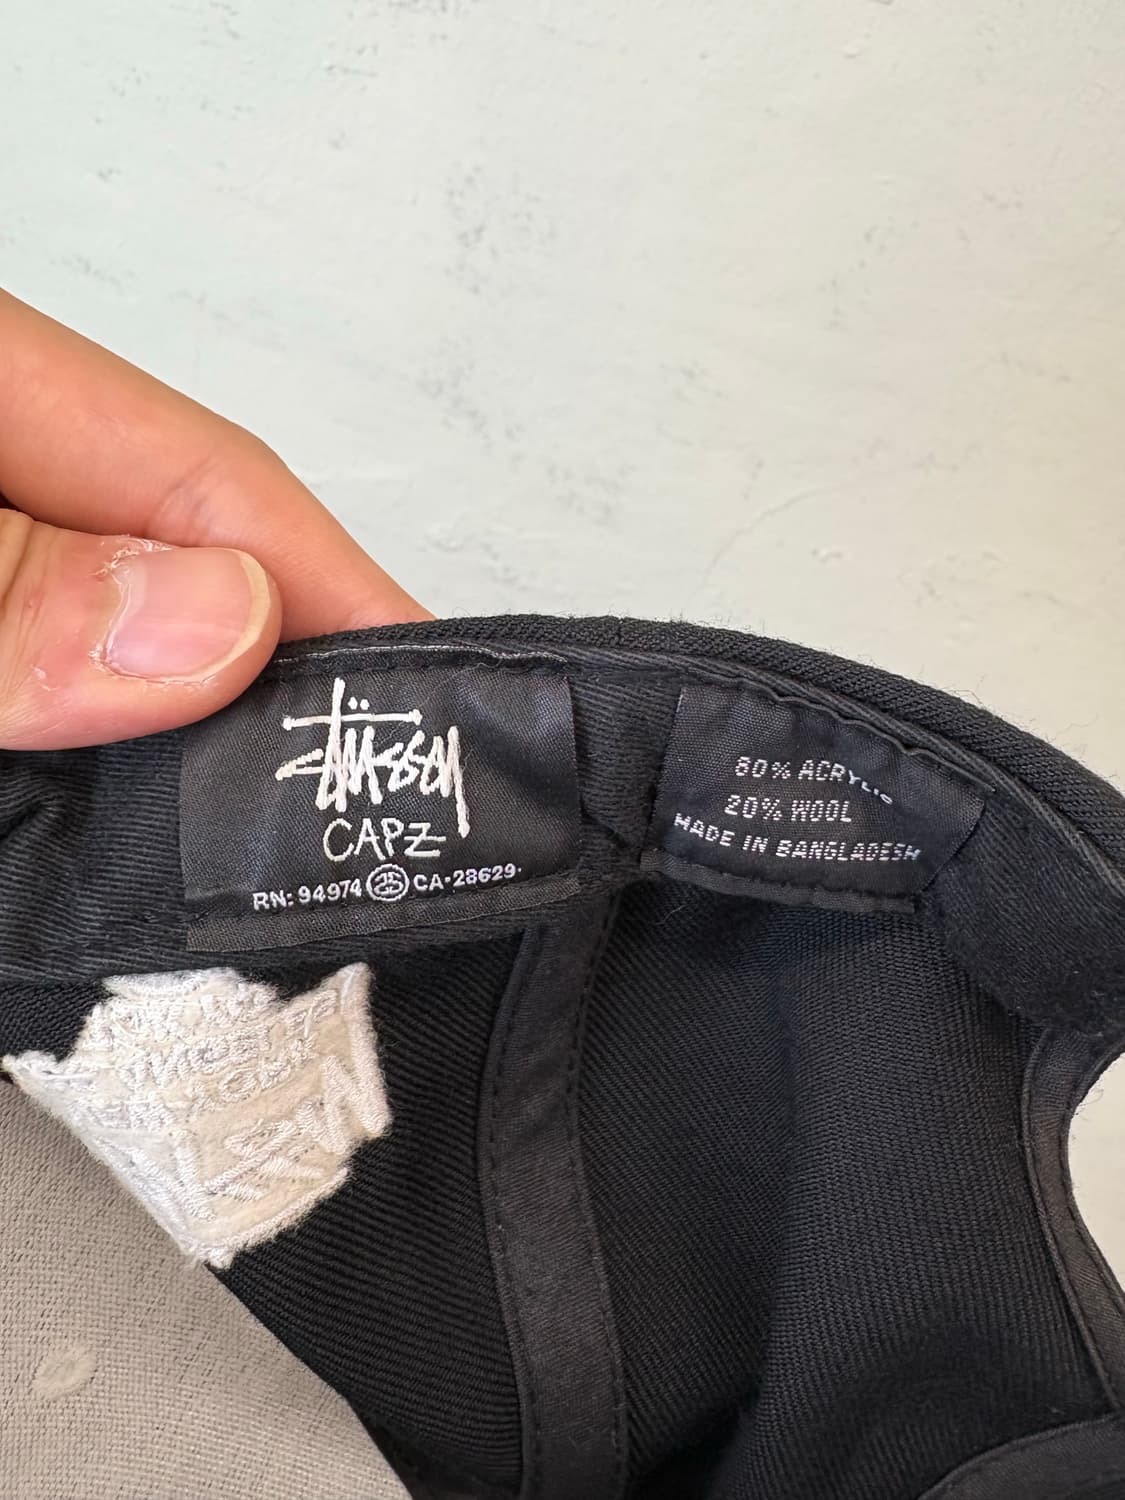 Stüssy
CAPZ
RN: 94974 CA·28629·
80% ACRYLIC
20% WOOL
MADE IN BANGLADESH